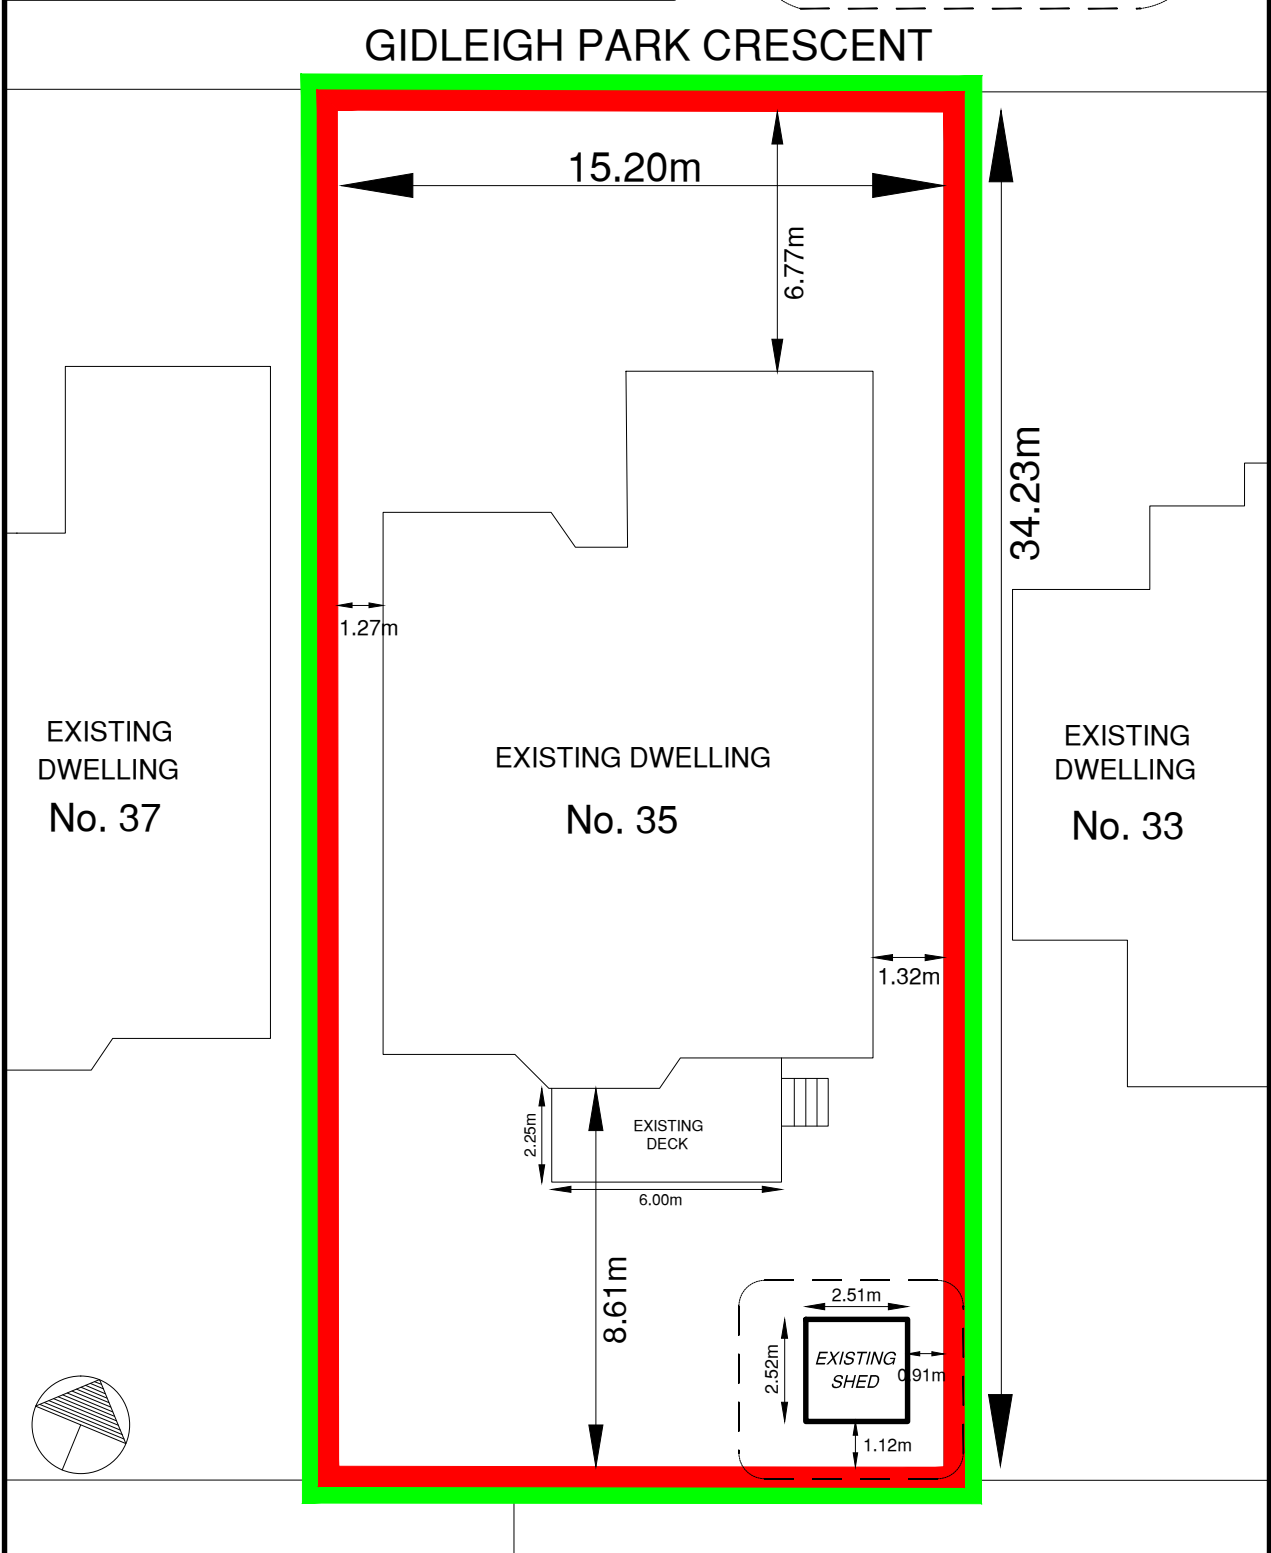 GIDLEIGH PARK CRESCENT
15.20m
6.77m
34.23m
1.27m
EXISTING
DWELLING
No. 37
EXISTING DWELLING
No. 35
EXISTING
DWELLING
No. 33
1.32m
2.25m
EXISTING
DECK
6.00m
8.61m
2.51m
2.52m
EXISTING
SHED
0.91m
1.12m